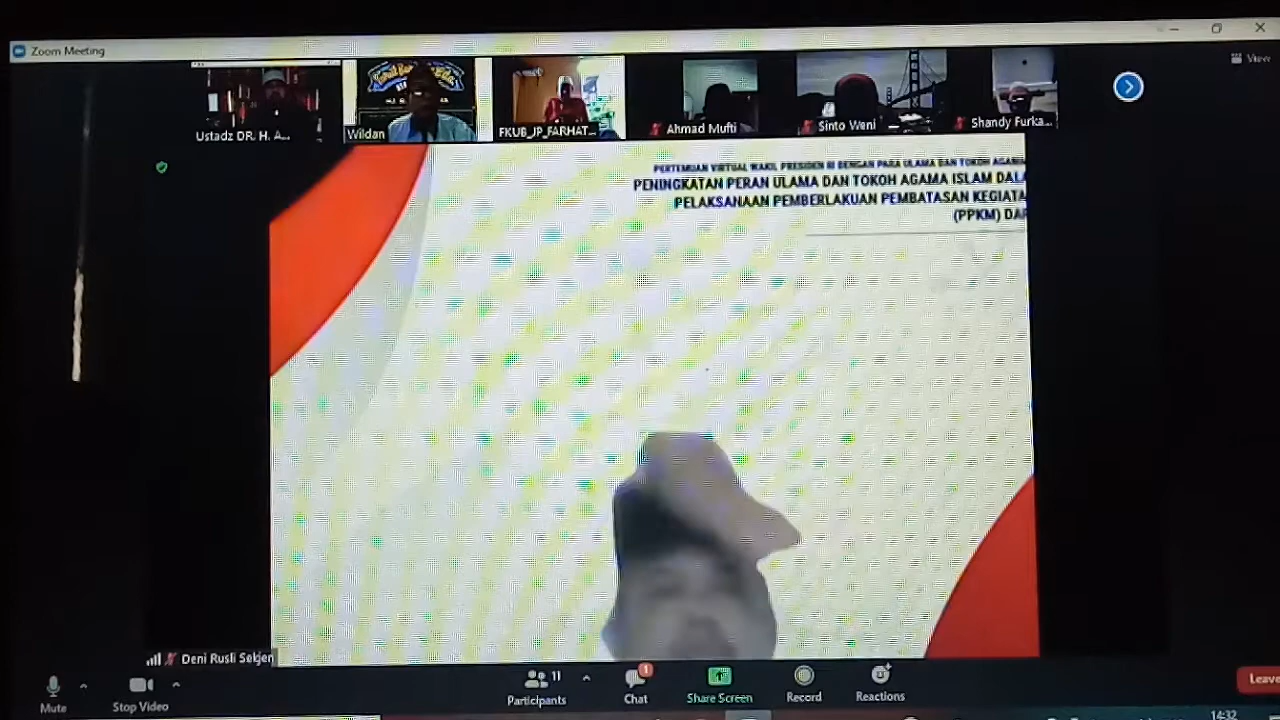 Zoom Meeting
View
Ustadz DR. H. A...
Wildan
FKUB_JP_FARHAT...
Ahmad Mufti
Sinto Weni
Shandy Furka...
PERTEMUAN VIRTUAL WAKIL PRESIDEN RI DENGAN PARA ULAMA DAN TOKOH AGAMA
PENINGKATAN PERAN ULAMA DAN TOKOH AGAMA ISLAM DALA
PELAKSANAAN PEMBERLAKUAN PEMBATASAN KEGIATA
(PPKM) DAR
Deni Rusli Sekjen
Mute
Stop Video
11
Participants
1
Chat
Share Screen
Record
Reactions
Leave
14:32